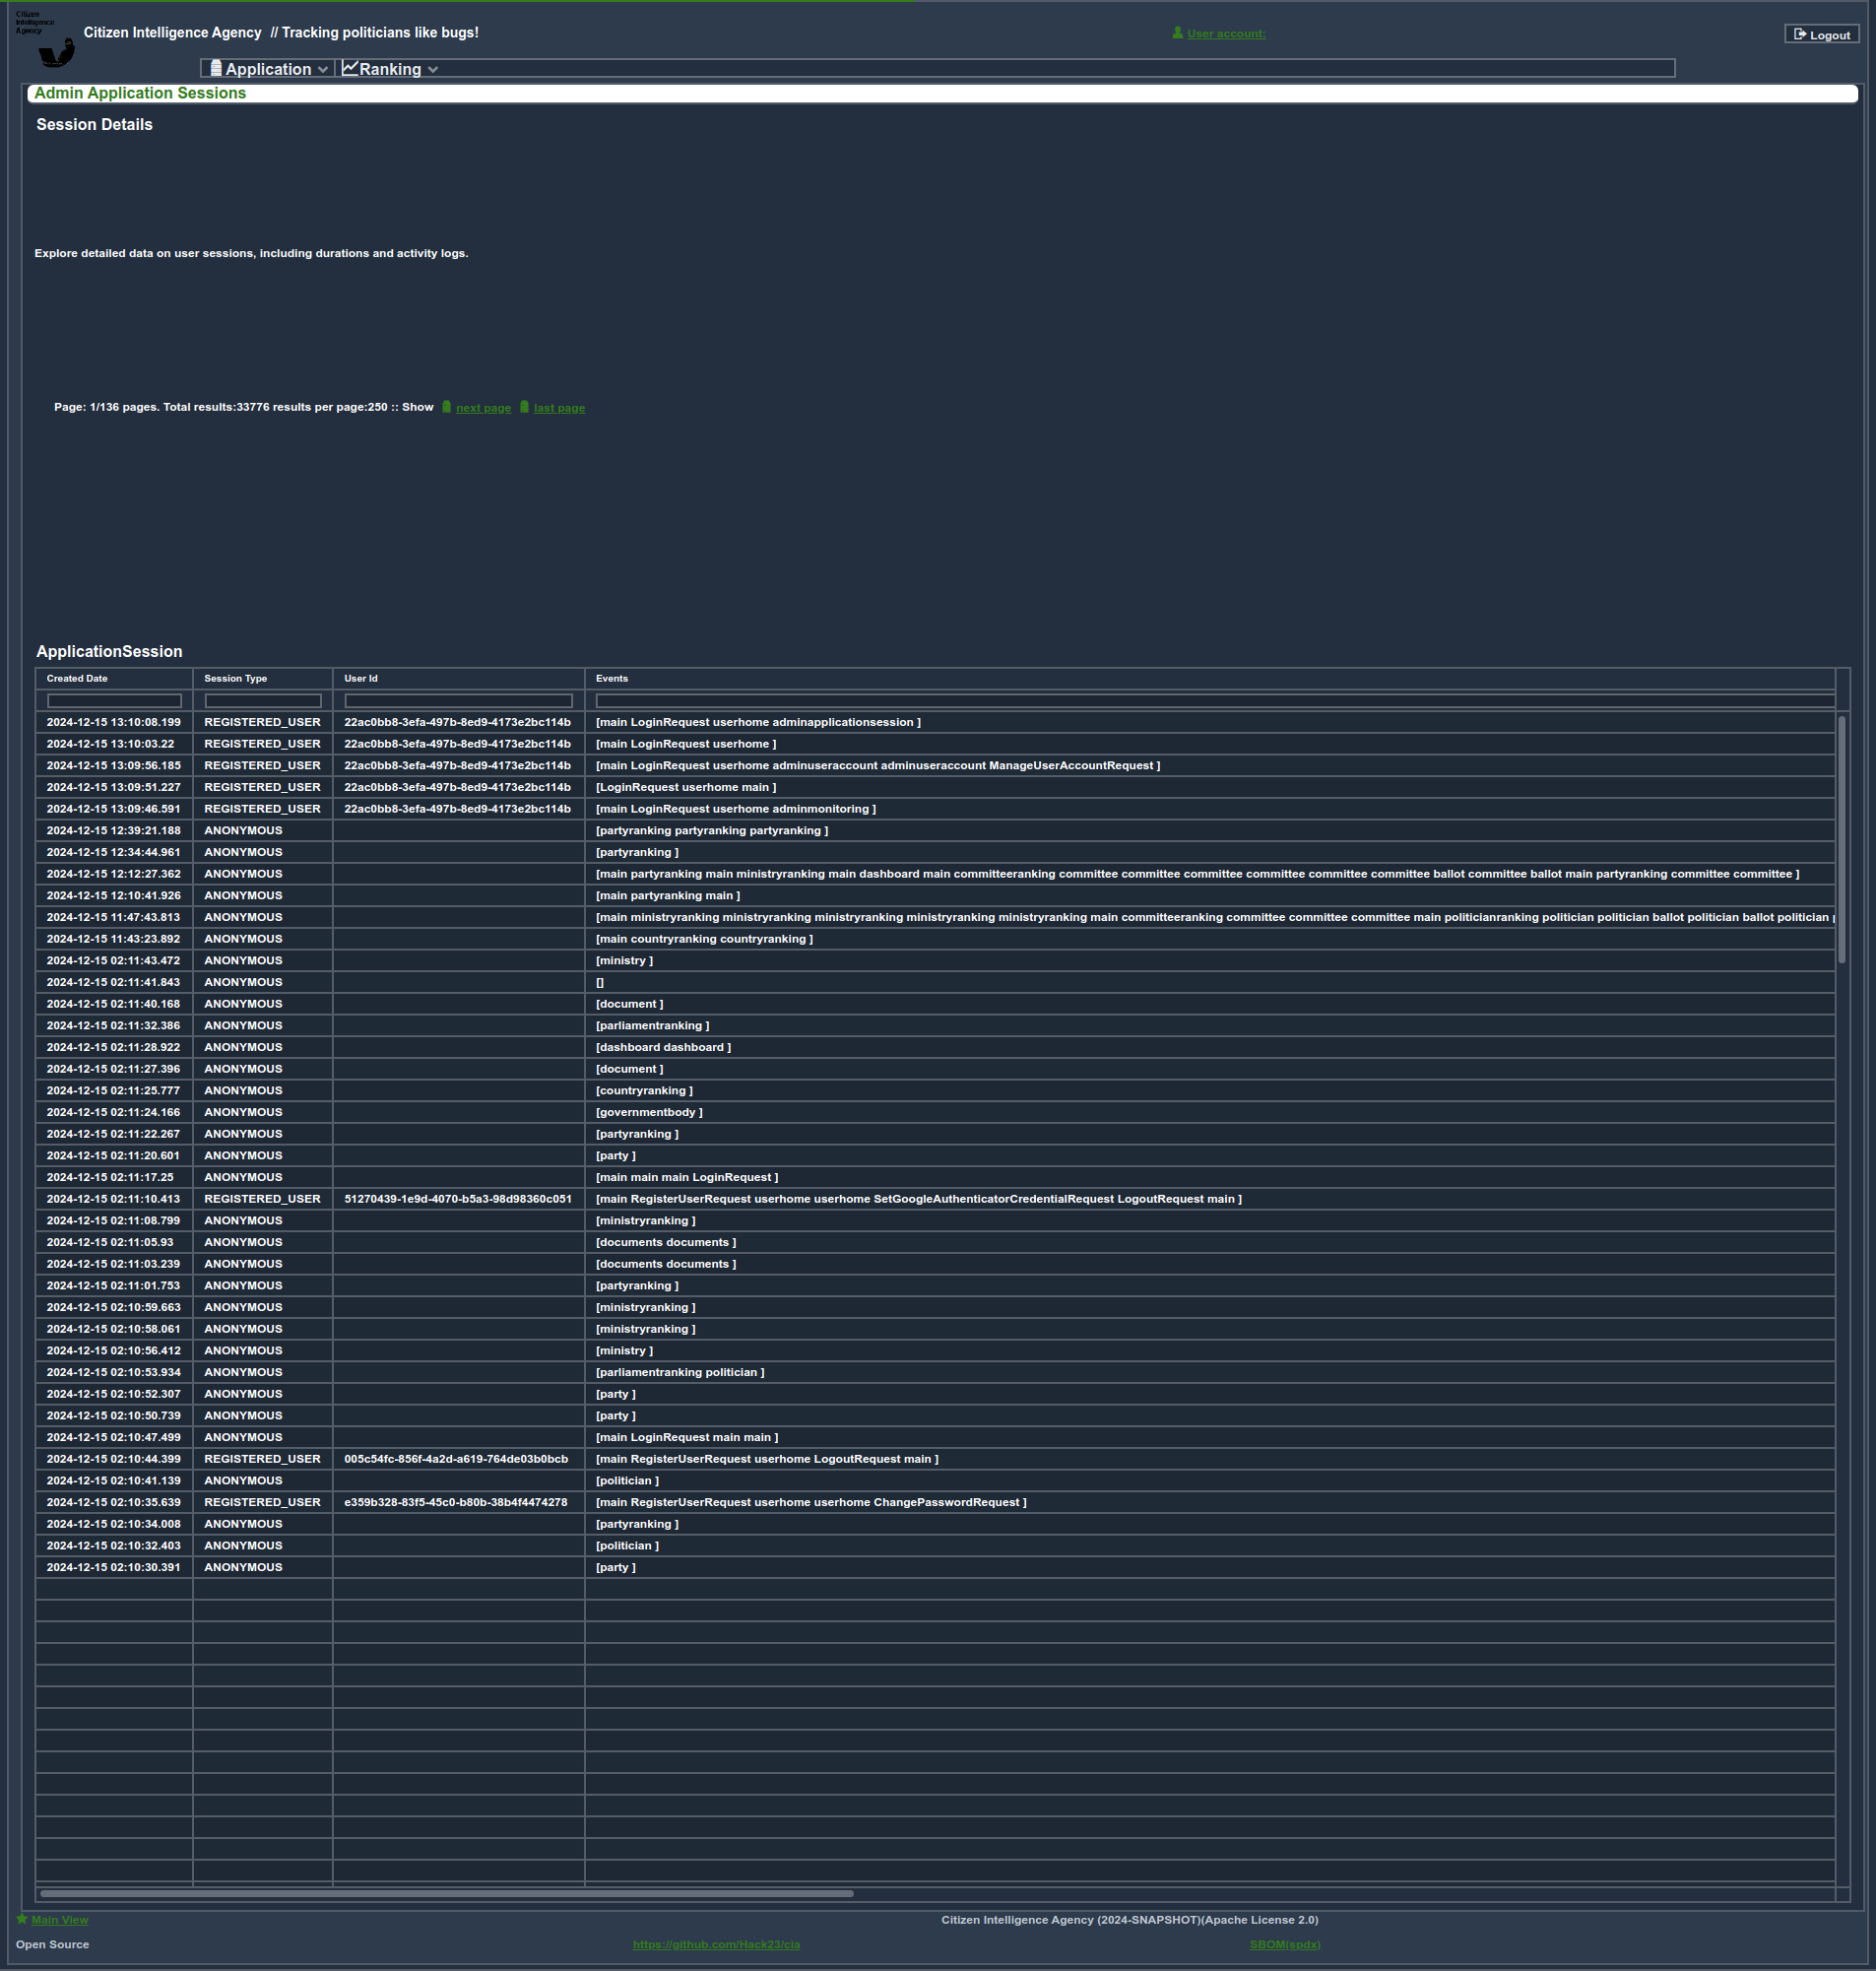 Citizen
Intelligence
Agency
Citizen Intelligence Agency // Tracking politicians like bugs!
User account:
Logout
Application Ranking
Admin Application Sessions
Session Details
Explore detailed data on user sessions, including durations and activity logs.
Page: 1/136 pages. Total results:33776 results per page:250 :: Show next page last page
ApplicationSession
Created Date Session Type User Id Events
2024-12-15 13:10:08.199 REGISTERED_USER 22ac0bb8-3efa-497b-8ed9-4173e2bc114b [main LoginRequest userhome adminapplicationsession ]
2024-12-15 13:10:03.22 REGISTERED_USER 22ac0bb8-3efa-497b-8ed9-4173e2bc114b [main LoginRequest userhome ]
2024-12-15 13:09:56.185 REGISTERED_USER 22ac0bb8-3efa-497b-8ed9-4173e2bc114b [main LoginRequest userhome adminuseraccount adminuseraccount ManageUserAccountRequest ]
2024-12-15 13:09:51.227 REGISTERED_USER 22ac0bb8-3efa-497b-8ed9-4173e2bc114b [LoginRequest userhome main ]
2024-12-15 13:09:46.591 REGISTERED_USER 22ac0bb8-3efa-497b-8ed9-4173e2bc114b [main LoginRequest userhome adminmonitoring ]
2024-12-15 12:39:21.188 ANONYMOUS [partyranking partyranking partyranking ]
2024-12-15 12:34:44.961 ANONYMOUS [partyranking ]
2024-12-15 12:12:27.362 ANONYMOUS [main partyranking main ministryranking main dashboard main committeeranking committee committee committee committee committee committee ballot committee ballot main partyranking committee committee ]
2024-12-15 12:10:41.926 ANONYMOUS [main partyranking main ]
2024-12-15 11:47:43.813 ANONYMOUS [main ministryranking ministryranking ministryranking ministryranking ministryranking main committeeranking committee committee committee main politicianranking politician politician ballot politician ballot politician
2024-12-15 11:43:23.892 ANONYMOUS [main countryranking countryranking ]
2024-12-15 02:11:43.472 ANONYMOUS [ministry ]
2024-12-15 02:11:41.843 ANONYMOUS []
2024-12-15 02:11:40.168 ANONYMOUS [document ]
2024-12-15 02:11:32.386 ANONYMOUS [parliamentranking ]
2024-12-15 02:11:28.922 ANONYMOUS [dashboard dashboard ]
2024-12-15 02:11:27.396 ANONYMOUS [document ]
2024-12-15 02:11:25.777 ANONYMOUS [countryranking ]
2024-12-15 02:11:24.166 ANONYMOUS [governmentbody ]
2024-12-15 02:11:22.267 ANONYMOUS [partyranking ]
2024-12-15 02:11:20.601 ANONYMOUS [party ]
2024-12-15 02:11:17.25 ANONYMOUS [main main main LoginRequest ]
2024-12-15 02:11:10.413 REGISTERED_USER 51270439-1e9d-4070-b5a3-98d98360c051 [main RegisterUserRequest userhome userhome SetGoogleAuthenticatorCredentialRequest LogoutRequest main ]
2024-12-15 02:11:08.799 ANONYMOUS [ministryranking ]
2024-12-15 02:11:05.93 ANONYMOUS [documents documents ]
2024-12-15 02:11:03.239 ANONYMOUS [documents documents ]
2024-12-15 02:11:01.753 ANONYMOUS [partyranking ]
2024-12-15 02:10:59.663 ANONYMOUS [ministryranking ]
2024-12-15 02:10:58.061 ANONYMOUS [ministryranking ]
2024-12-15 02:10:56.412 ANONYMOUS [ministry ]
2024-12-15 02:10:53.934 ANONYMOUS [parliamentranking politician ]
2024-12-15 02:10:52.307 ANONYMOUS [party ]
2024-12-15 02:10:50.739 ANONYMOUS [party ]
2024-12-15 02:10:47.499 ANONYMOUS [main LoginRequest main main ]
2024-12-15 02:10:44.399 REGISTERED_USER 005c54fc-856f-4a2d-a619-764de03b0bcb [main RegisterUserRequest userhome LogoutRequest main ]
2024-12-15 02:10:41.139 ANONYMOUS [politician ]
2024-12-15 02:10:35.639 REGISTERED_USER e359b328-83f5-45c0-b80b-38b4f4474278 [main RegisterUserRequest userhome userhome ChangePasswordRequest ]
2024-12-15 02:10:34.008 ANONYMOUS [partyranking ]
2024-12-15 02:10:32.403 ANONYMOUS [politician ]
2024-12-15 02:10:30.391 ANONYMOUS [party ]
Main View
Citizen Intelligence Agency (2024-SNAPSHOT)(Apache License 2.0)
Open Source
https://github.com/Hack23/cia
SBOM(spdx)